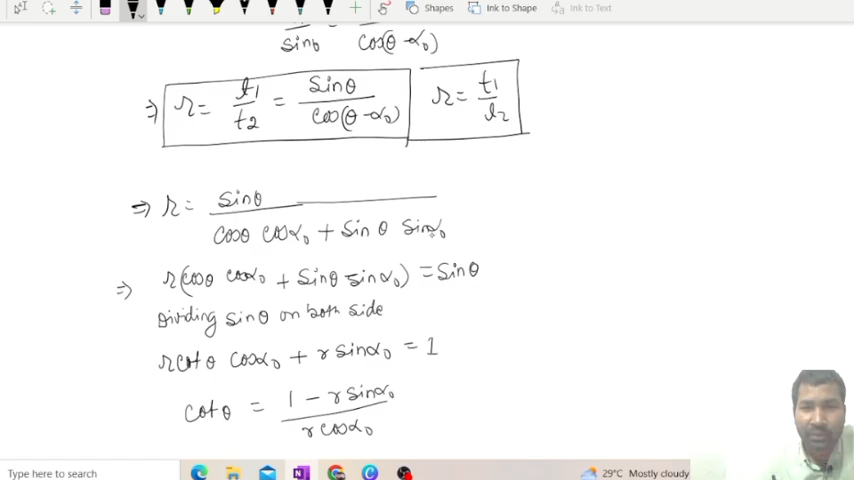 Shapes Ink to Shape Ink to Text
sinθ cos(θ-α₀)
⇒ r = t₁/t₂ = sinθ/cos(θ-α₀) r = t₁/t₂
⇒ r = sinθ/(cosθ cosα₀ + sinθ sinα₀)
⇒ r(cosθ cosα₀ + sinθ sinα₀) = sinθ
Dividing sinθ on both side
r cotθ cosα₀ + r sinα₀ = 1
cotθ = (1 - r sinα₀)/(r cosα₀)
Type here to search 29°C Mostly cloudy